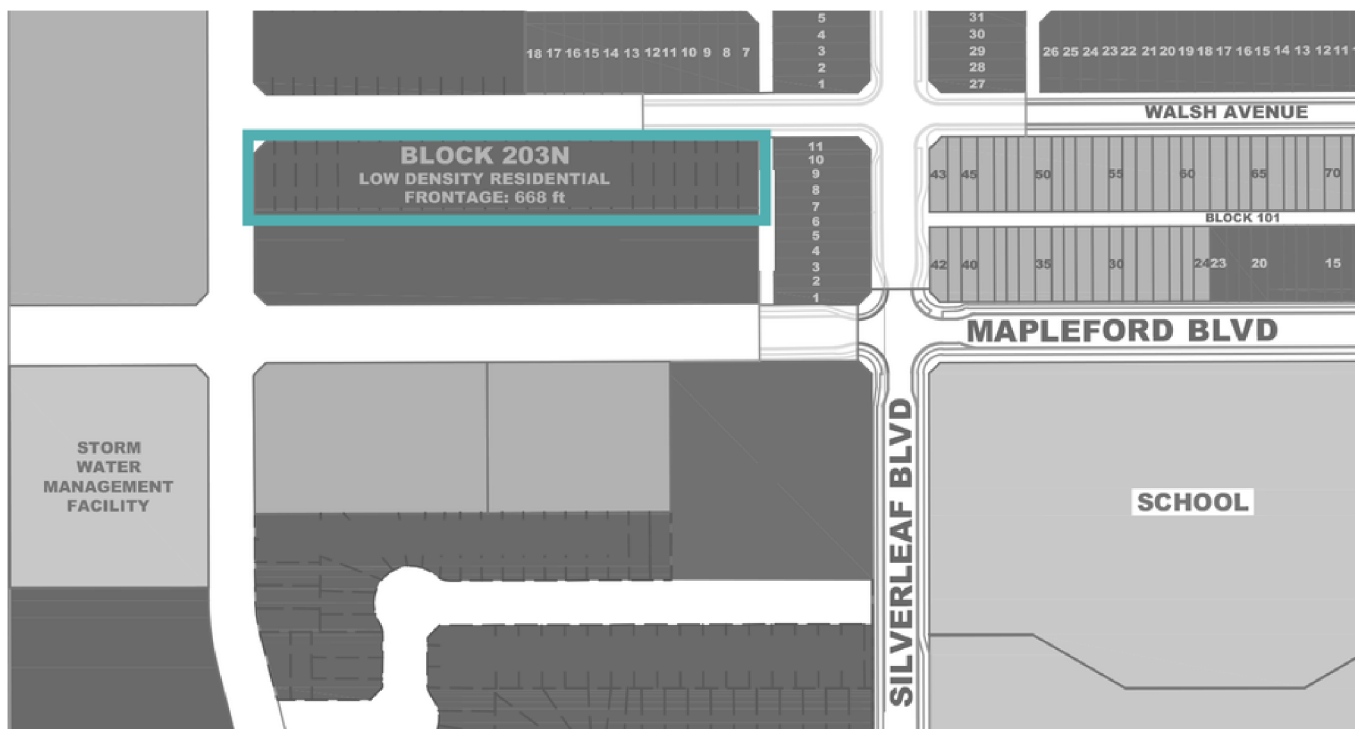 18 17 16 15 14 13 12 11 10 9 8 7
5
4
3
2
1
31
30
29
28
27
26 25 24 23 22 21 20 19 18 17 16 15 14 13 12 11
WALSH AVENUE
BLOCK 203N
LOW DENSITY RESIDENTIAL
FRONTAGE: 668 ft
11
10
9
8
7
6
5
4
3
2
1
43 45 50 55 60 65 70
BLOCK 101
42 40 35 30 24 23 20 15
MAPLEFORD BLVD
STORM
WATER
MANAGEMENT
FACILITY
SILVERLEAF BLVD
SCHOOL